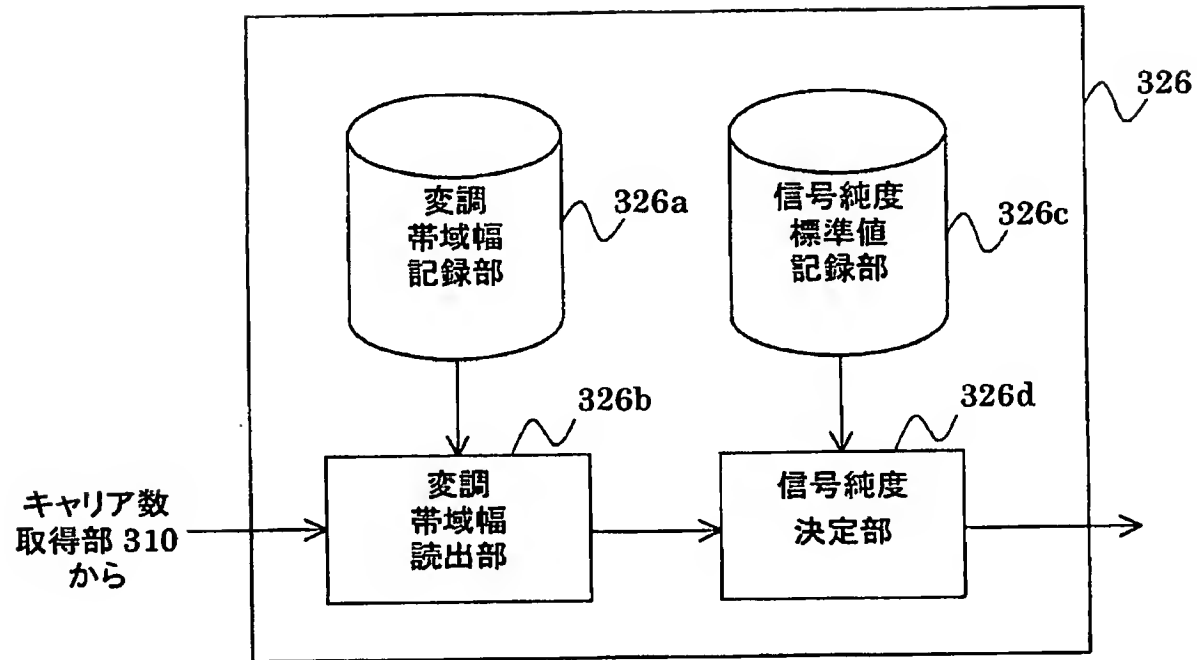 326
変調
帯域幅
記録部
326a
信号純度
標準値
記録部
326c
326b
326d
キャリア数
取得部 310
から
変調
帯域幅
読出部
信号純度
決定部